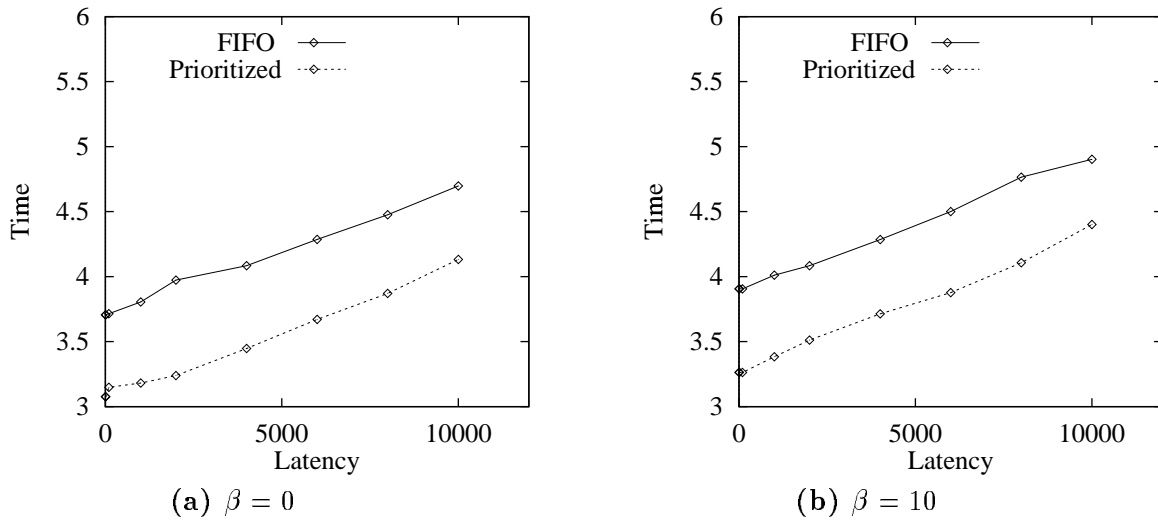 6
5.5
5
4.5
4
3.5
3
0
5000
10000
Time
Latency
FIFO
Prioritized
(a) β = 0
6
5.5
5
4.5
4
3.5
3
0
5000
10000
Time
Latency
FIFO
Prioritized
(b) β = 10